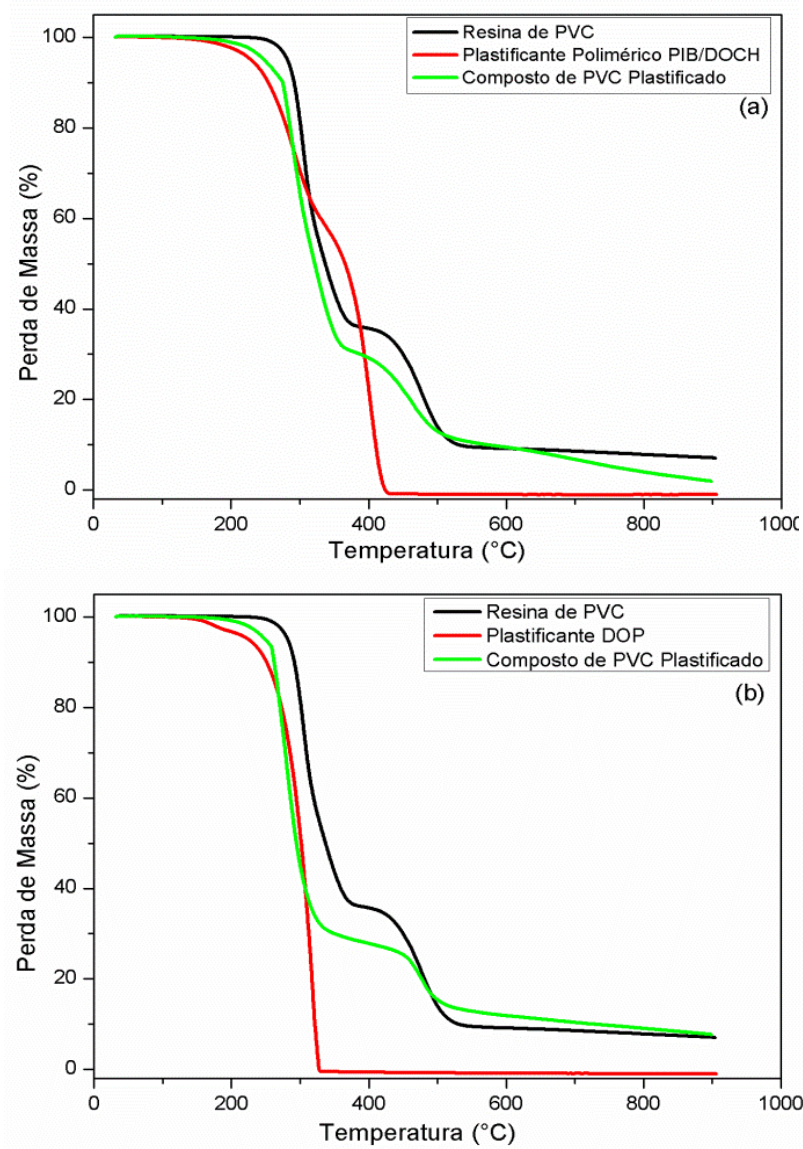 Resina de PVC
Plastificante Polimérico PIB/DOCH
Composto de PVC Plastificado
(a)
100
80
60
40
20
0
Perda de Massa (%)
0 200 400 600 800 1000
Temperatura (°C)
Resina de PVC
Plastificante DOP
Composto de PVC Plastificado
(b)
100
80
60
40
20
0
Perda de Massa (%)
0 200 400 600 800 1000
Temperatura (°C)